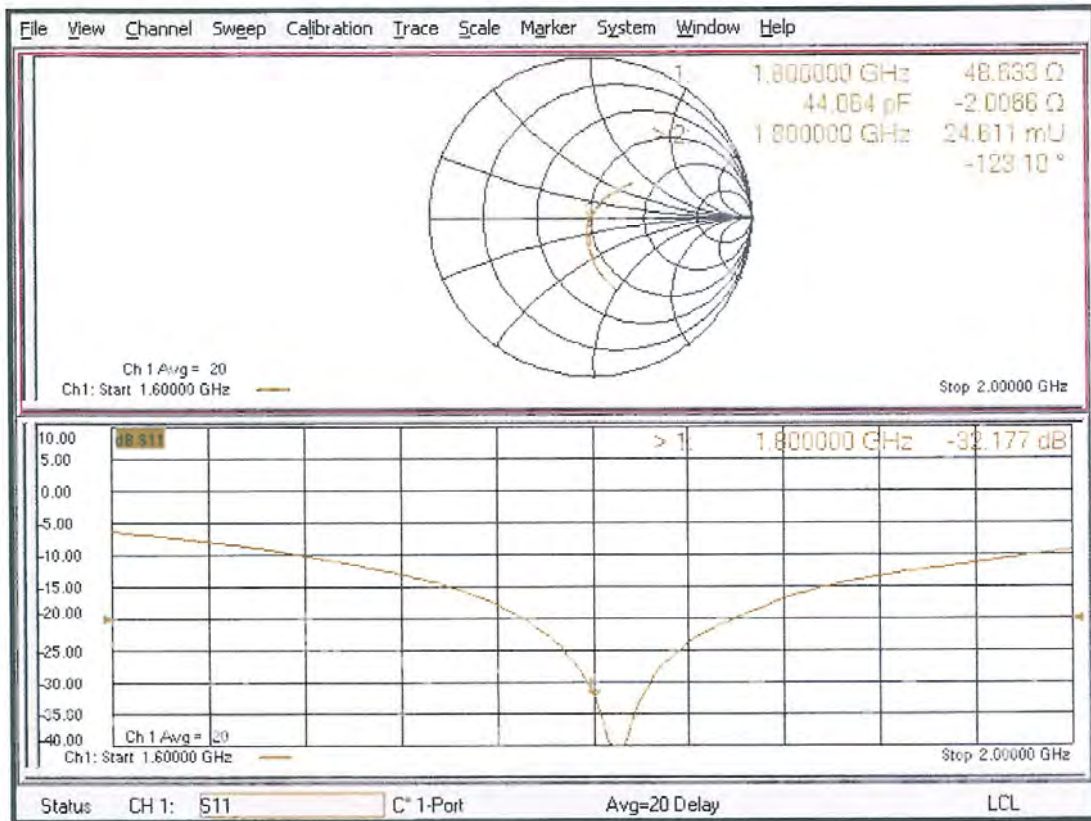 File View Channel Sweep Calibration Trace Scale Marker System Window Help
1: 1.800000 GHz 48.633 Ω
44.064 pF -2.0066 Ω
> 2: 1.800000 GHz 24.611 mU
-123.10 °
Ch 1 Avg = 20
Ch1: Start 1.60000 GHz
Stop 2.00000 GHz
10.00
dB S11
> 1: 1.800000 GHz -32.177 dB
5.00
0.00
-5.00
-10.00
-15.00
-20.00
-25.00
-30.00
-35.00
-40.00
Ch 1 Avg = 20
Ch1: Start 1.60000 GHz
Stop 2.00000 GHz
Status CH 1: S11 C* 1-Port Avg=20 Delay LCL